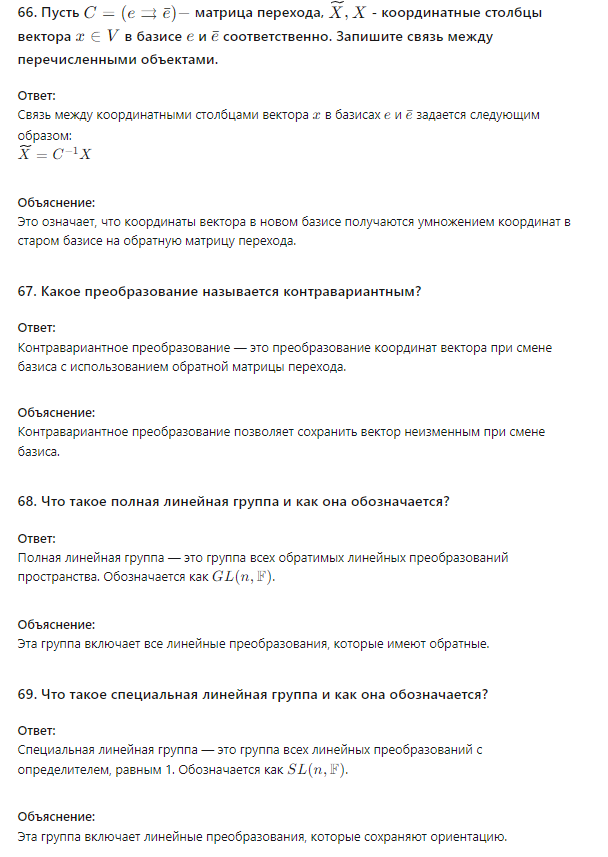 66. Пусть C = (e ⇉ ē)− матрица перехода, X̃, X - координатные столбцы
вектора x ∈ V в базисе e и ē соответственно. Запишите связь между
перечисленными объектами.
Ответ:
Связь между координатными столбцами вектора x в базисах e и ē задается следующим
образом:
X̃ = C⁻¹X
Объяснение:
Это означает, что координаты вектора в новом базисе получаются умножением координат в
старом базисе на обратную матрицу перехода.
67. Какое преобразование называется контравариантным?
Ответ:
Контравариантное преобразование — это преобразование координат вектора при смене
базиса с использованием обратной матрицы перехода.
Объяснение:
Контравариантное преобразование позволяет сохранить вектор неизменным при смене
базиса.
68. Что такое полная линейная группа и как она обозначается?
Ответ:
Полная линейная группа — это группа всех обратимых линейных преобразований
пространства. Обозначается как GL(n, 𝔽).
Объяснение:
Эта группа включает все линейные преобразования, которые имеют обратные.
69. Что такое специальная линейная группа и как она обозначается?
Ответ:
Специальная линейная группа — это группа всех линейных преобразований с
определителем, равным 1. Обозначается как SL(n, 𝔽).
Объяснение:
Эта группа включает линейные преобразования, которые сохраняют ориентацию.